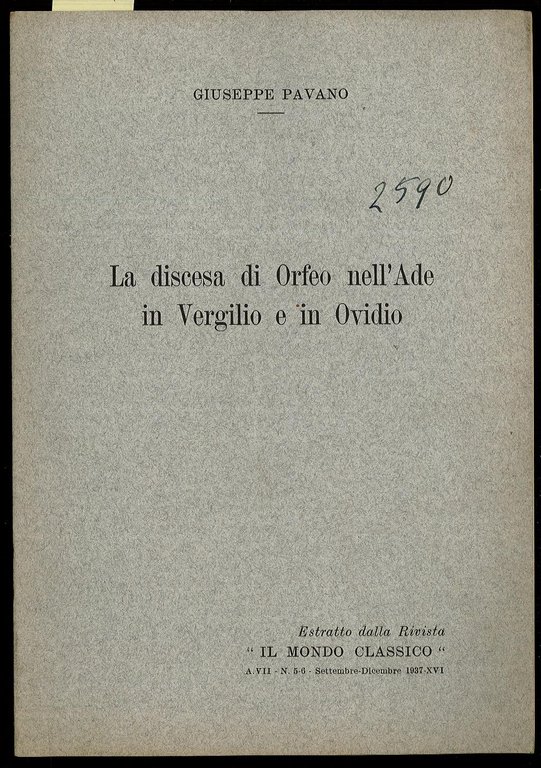 GIUSEPPE PAVANO
2590
La discesa di Orfeo nell'Ade
in Vergilio e in Ovidio
Estratto dalla Rivista
“ IL MONDO CLASSICO “
A. VII - N. 5-6 - Settembre-Dicembre 1937-XVI